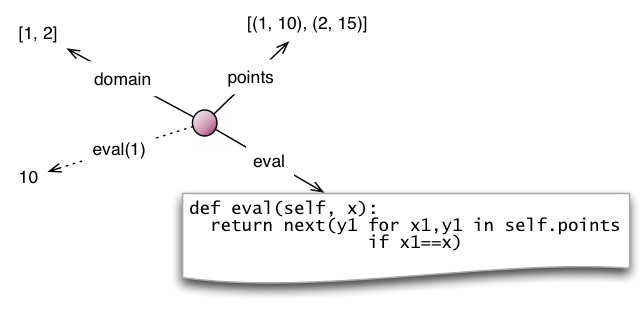 [1, 2]
[(1, 10), (2, 15)]
domain
points
eval(1)
10
eval
def eval(self, x):
  return next(y1 for x1,y1 in self.points
                if x1==x)